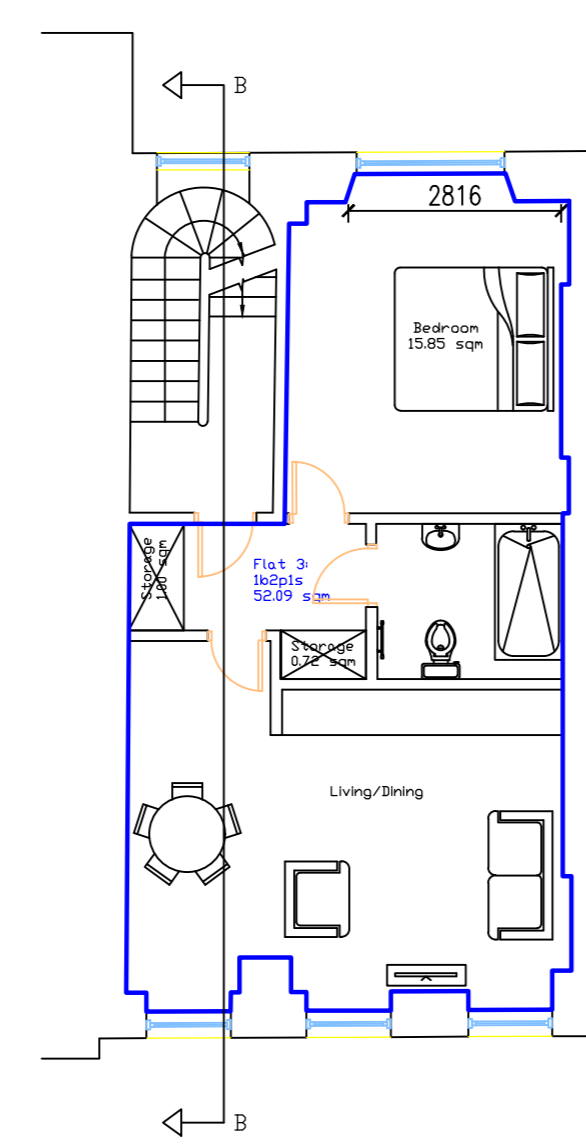 B
2816
Bedroom
15.85 sqm
Storage
1.00 sqm
Flat 3:
1b2p1s
52.09 sqm
Storage
0.72 sqm
Living/Dining
B